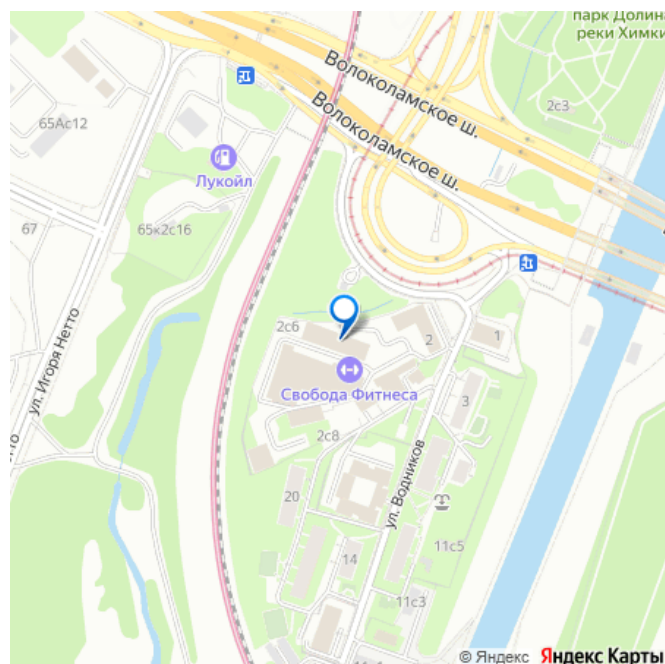 парк Долина
реки Химки
2с3
Волоколамское ш.
Волоколамское ш.
65Ас12
Лукойл
67
65к2с16
ул. Игоря Нетто
2с6
2
1
Свобода Фитнеса
3
2с8
ул. Водников
20
11с5
14
11с3
© Яндекс Яндекс Карты